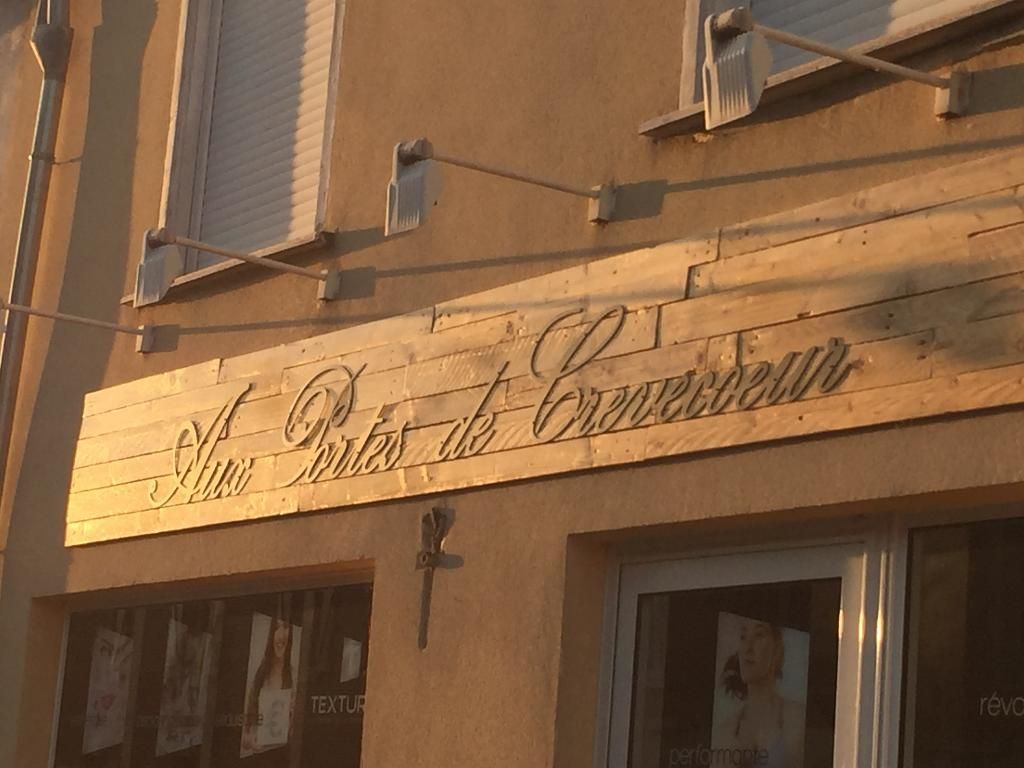 Aux Portes de Crevecoeur
TEXTUR
performante
révo